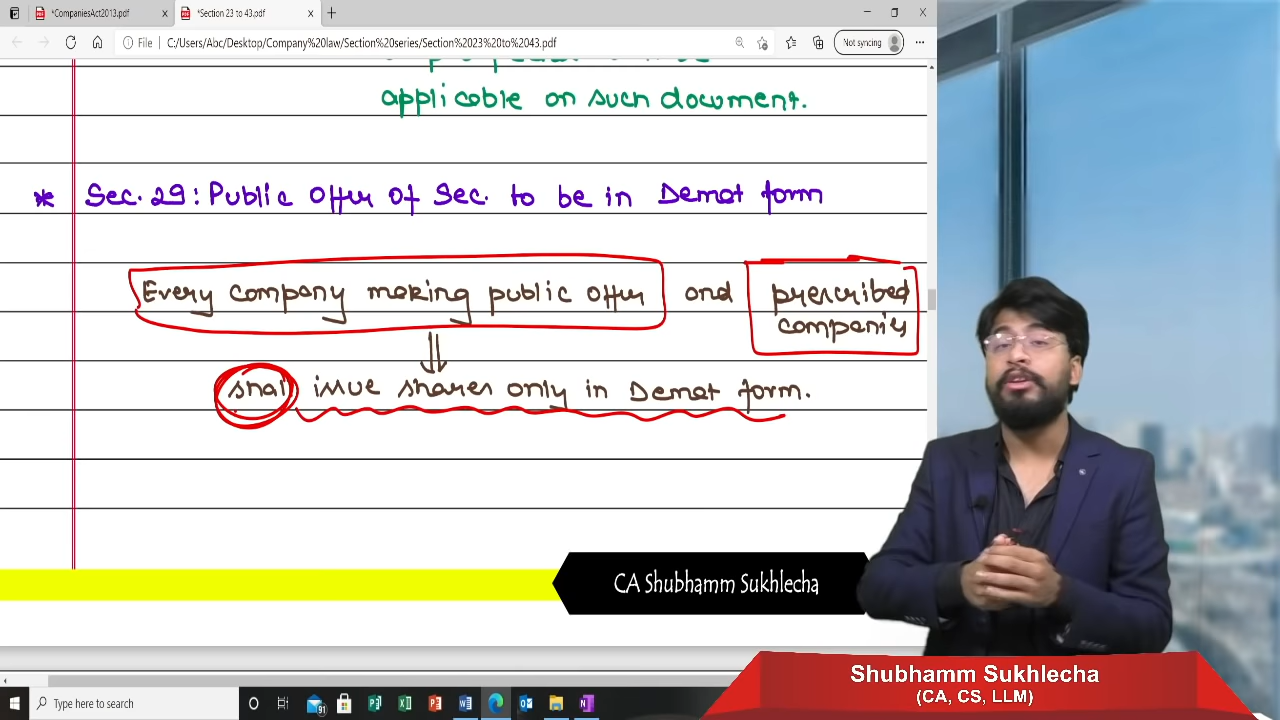 *CompaniesAct2013.pdf
*Section 23 to 43.pdf
File
C:/Users/Abc/Desktop/Company%20law/Section%20series/Section%2023%20to%2043.pdf
Not syncing
applicable on such document.
* Sec. 29: Public Offer of Sec. to be in Demat form
Every company making public offer and prescribed
companies
shall issue shares only in Demat form.
CA Shubhamm Sukhlecha
Shubhamm Sukhlecha
(CA, CS, LLM)
Type here to search
91